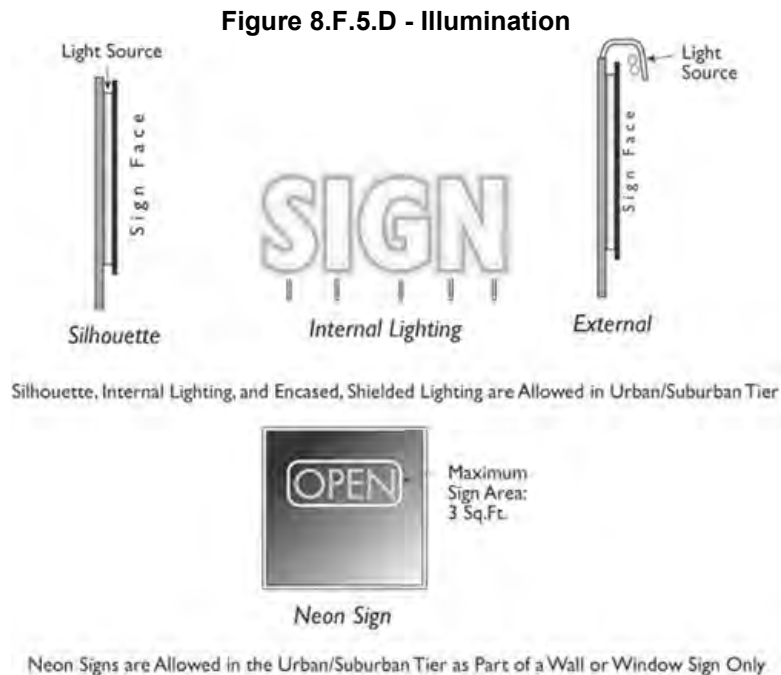 Figure 8.F.5.D - Illumination
Light Source
Sign Face
Silhouette
SIGN
Internal Lighting
Light
Source
Sign Face
External
Silhouette, Internal Lighting, and Encased, Shielded Lighting are Allowed in Urban/Suburban Tier
OPEN
Maximum
Sign Area:
3 Sq.Ft.
Neon Sign
Neon Signs are Allowed in the Urban/Suburban Tier as Part of a Wall or Window Sign Only